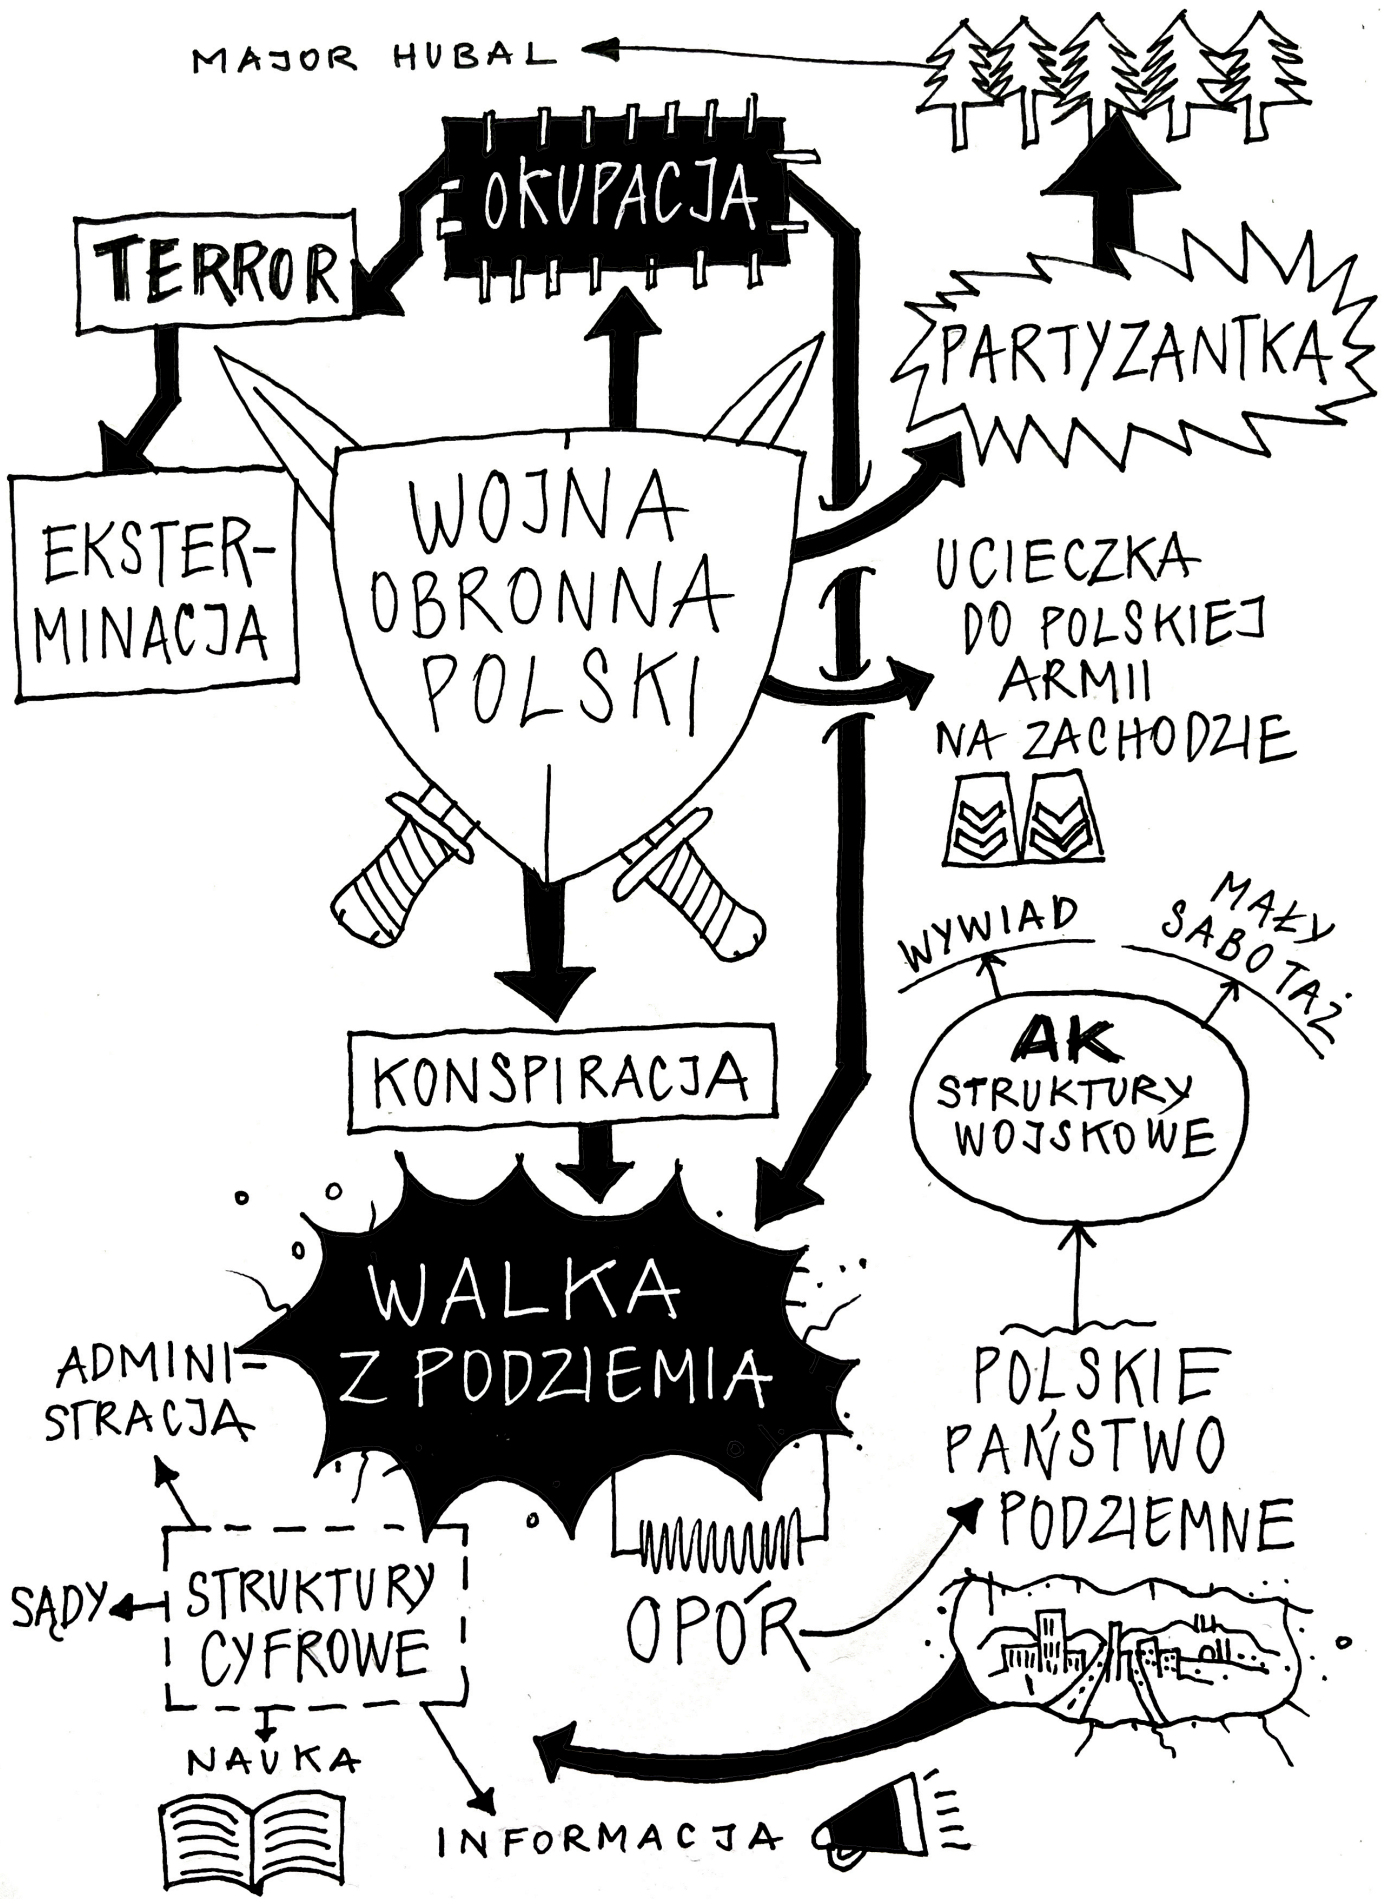 MAJOR HUBAL
OKUPACJA
TERROR
PARTYZANTKA
EKSTER-
MINACJA
WOJNA
OBRONNA
POLSKI
UCIECZKA
DO POLSKIEJ
ARMII
NA ZACHODZIE
WYWIAD
MAŁY
SABOTAŻ
AK
STRUKTURY
WOJSKOWE
KONSPIRACJA
WALKA
Z PODZIEMIA
ADMINI-
STRACJA
POLSKIE
PAŃSTWO
PODZIEMNE
SĄDY
STRUKTURY
CYFROWE
OPÓR
NAUKA
INFORMACJA